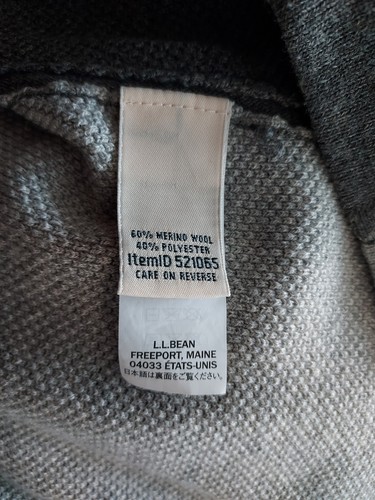 60% MERINO WOOL
40% POLYESTER
ItemID 521065
CARE ON REVERSE
L.L.BEAN
FREEPORT, MAINE
04033 ÉTATS-UNIS
日本語は裏面をご覧ください。